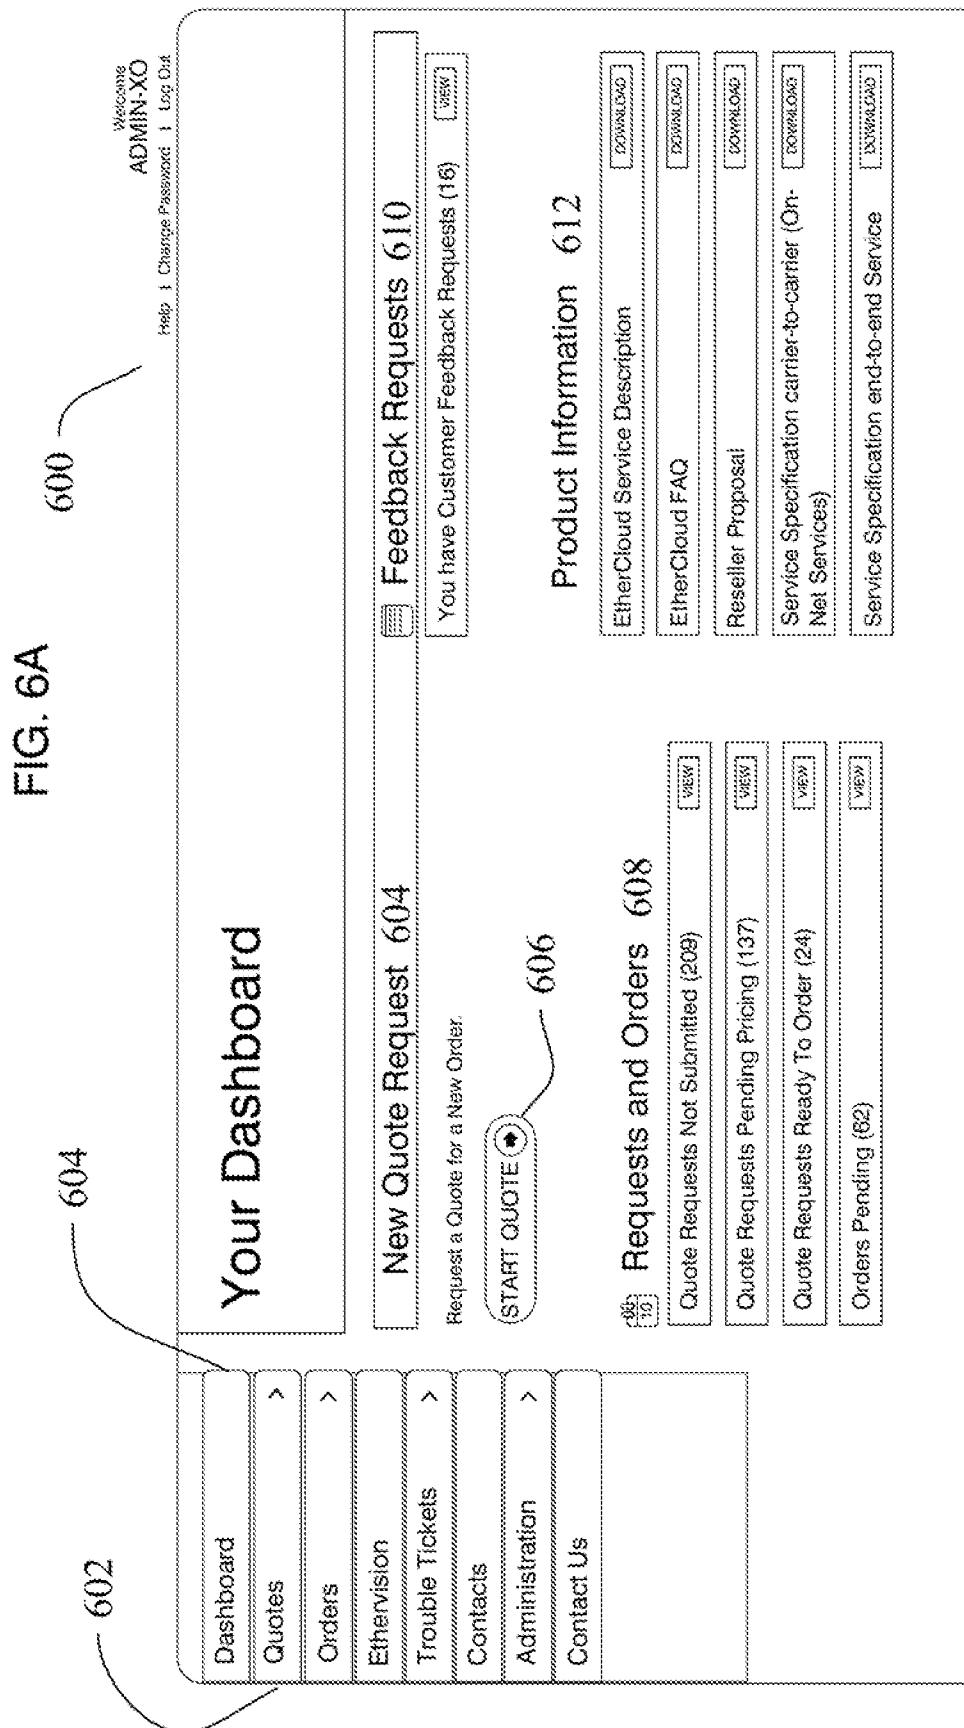 FIG. 6A
600
Welcome
ADMIN-XO
Help | Change Password | Log Out
602
604
Dashboard
Quotes >
Orders >
Ethervision
Trouble Tickets >
Contacts
Administration >
Contact Us
Your Dashboard
New Quote Request 604
Request a Quote for a New Order.
START QUOTE
606
Feedback Requests 610
You have Customer Feedback Requests (16) VIEW
10
Requests and Orders 608
Quote Requests Not Submitted (209) VIEW
Quote Requests Pending Pricing (137) VIEW
Quote Requests Ready To Order (24) VIEW
Orders Pending (62) VIEW
Product Information 612
EtherCloud Service Description DOWNLOAD
EtherCloud FAQ DOWNLOAD
Reseller Proposal DOWNLOAD
Service Specification carrier-to-carrier (On-
Net Services) DOWNLOAD
Service Specification end-to-end Service DOWNLOAD